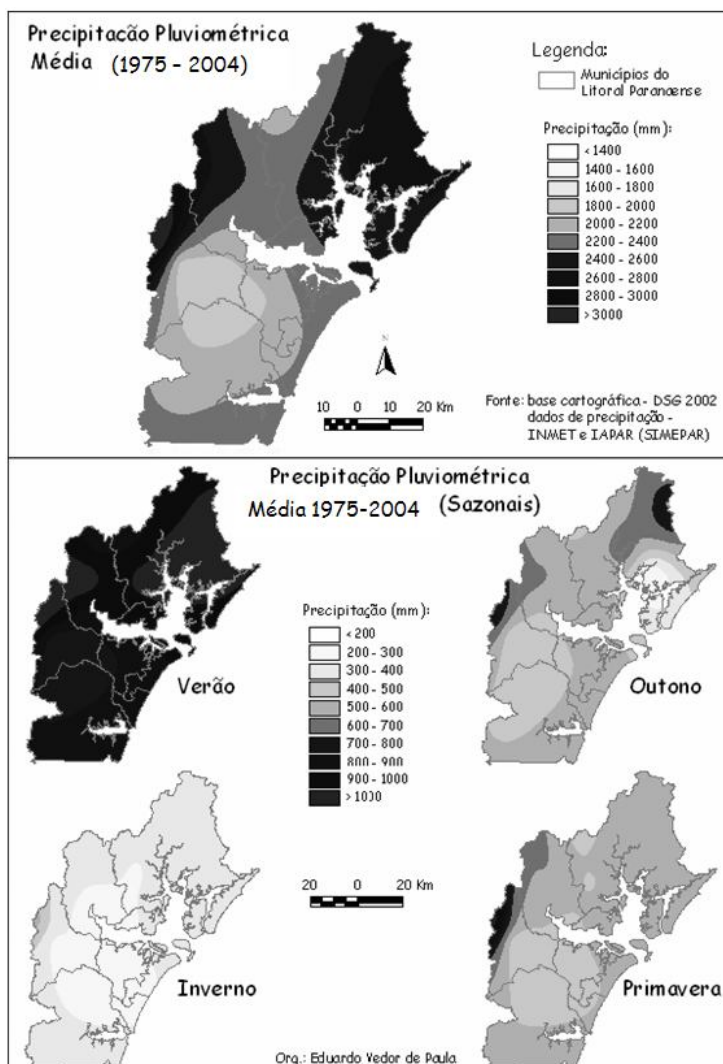 Precipitação Pluviométrica
Média (1975 - 2004)
Legenda:
Municípios do
Litoral Paranaense
Precipitação (mm):
< 1400
1400 - 1600
1600 - 1800
1800 - 2000
2000 - 2200
2200 - 2400
2400 - 2600
2600 - 2800
2800 - 3000
> 3000
N
10 0 10 20 Km
Fonte: base cartográfica - DSG 2002
dados de precipitação -
INMET e IAPAR (SIMEPAR)
Precipitação Pluviométrica
Média 1975-2004 (Sazonais)
Precipitação (mm):
< 200
200 - 300
300 - 400
400 - 500
500 - 600
600 - 700
700 - 800
800 - 900
900 - 1000
> 1000
Verão
Outono
20 0 20 Km
Inverno
Primavera
Org.: Eduardo Vedor de Paula